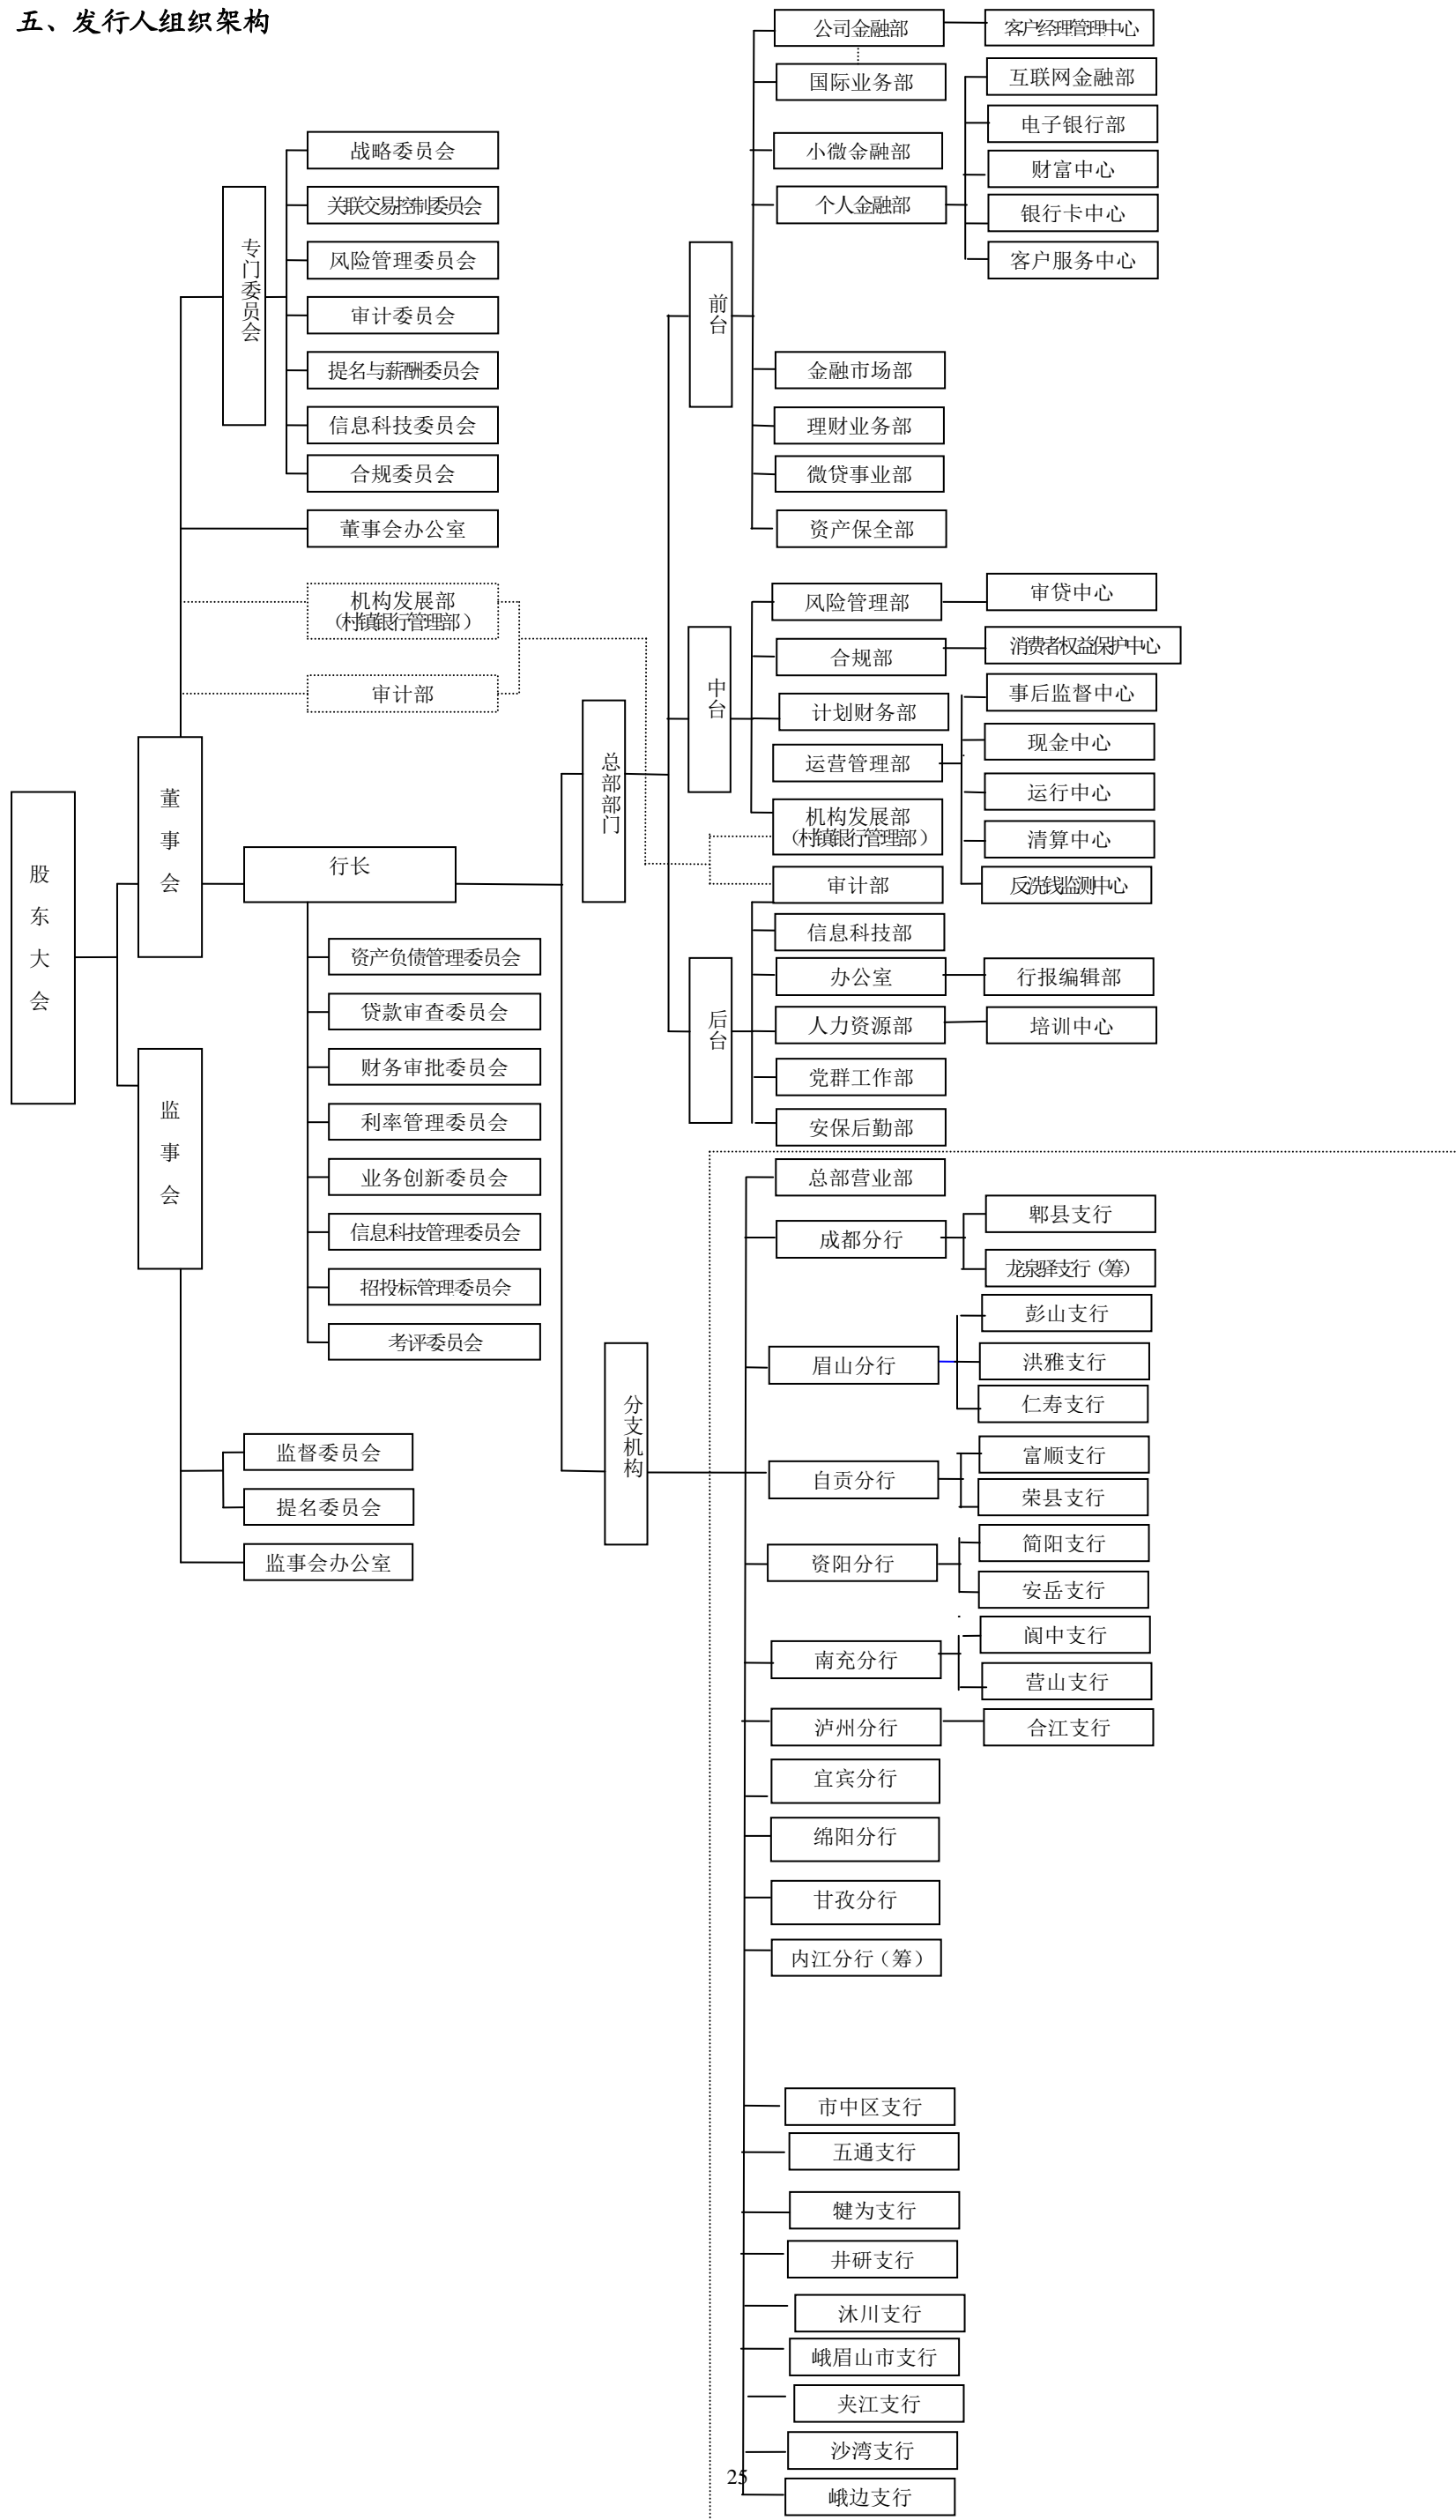 五、发行人组织架构
股东大会
董事会
监事会
专门委员会
战略委员会
关联交易控制委员会
风险管理委员会
审计委员会
提名与薪酬委员会
信息科技委员会
合规委员会
董事会办公室
机构发展部
（村镇银行管理部）
审计部
行长
资产负债管理委员会
贷款审查委员会
财务审批委员会
利率管理委员会
业务创新委员会
信息科技管理委员会
招投标管理委员会
考评委员会
监督委员会
提名委员会
监事会办公室
总部部门
前台
公司金融部
客户经理管理中心
国际业务部
小微金融部
个人金融部
互联网金融部
电子银行部
财富中心
银行卡中心
客户服务中心
金融市场部
理财业务部
微贷事业部
资产保全部
中台
风险管理部
审贷中心
合规部
消费者权益保护中心
计划财务部
运营管理部
事后监督中心
现金中心
运行中心
清算中心
反洗钱监测中心
机构发展部
（村镇银行管理部）
后台
审计部
信息科技部
办公室
行报编辑部
人力资源部
培训中心
党群工作部
安保后勤部
分支机构
总部营业部
成都分行
郫县支行
龙泉驿支行（筹）
眉山分行
彭山支行
洪雅支行
仁寿支行
自贡分行
富顺支行
荣县支行
资阳分行
简阳支行
安岳支行
南充分行
阆中支行
营山支行
泸州分行
合江支行
宜宾分行
绵阳分行
甘孜分行
内江分行（筹）
市中区支行
五通支行
犍为支行
井研支行
沐川支行
峨眉山市支行
夹江支行
沙湾支行
峨边支行
25